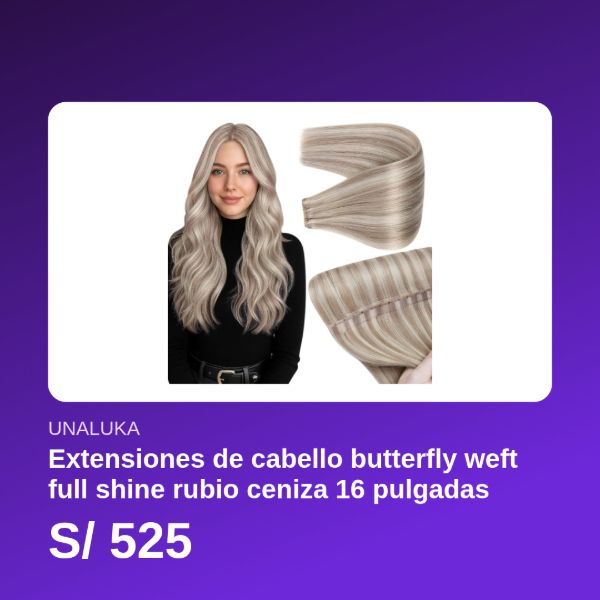 UNALUKA
Extensiones de cabello butterfly weft
full shine rubio ceniza 16 pulgadas
S/ 525